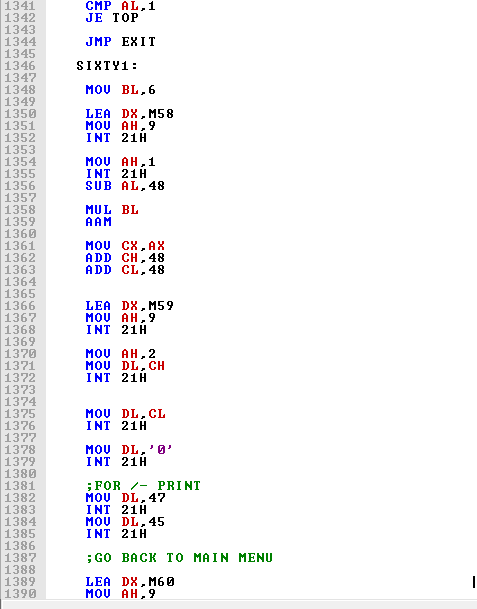 1341 CMP AL,1
1342 JE TOP
1343
1344 JMP EXIT
1345
1346 SIXTY1:
1347
1348 MOV BL,6
1349
1350 LEA DX,M58
1351 MOV AH,9
1352 INT 21H
1353
1354 MOV AH,1
1355 INT 21H
1356 SUB AL,48
1357
1358 MUL BL
1359 AAM
1360
1361 MOV CX,AX
1362 ADD CH,48
1363 ADD CL,48
1364
1365
1366 LEA DX,M59
1367 MOV AH,9
1368 INT 21H
1369
1370 MOV AH,2
1371 MOV DL,CH
1372 INT 21H
1373
1374
1375 MOV DL,CL
1376 INT 21H
1377
1378 MOV DL,'0'
1379 INT 21H
1380
1381 ;FOR /- PRINT
1382 MOV DL,47
1383 INT 21H
1384 MOV DL,45
1385 INT 21H
1386
1387 ;GO BACK TO MAIN MENU
1388
1389 LEA DX,M60
1390 MOV AH,9